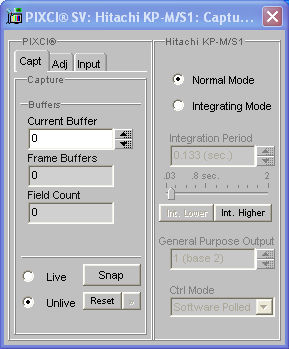 PIXCI® SV: Hitachi KP-M/S1: Captu...
PIXCI®
Capt
Adj
Input
Capture
Buffers
Current Buffer
0
Frame Buffers
0
Field Count
0
Live
Snap
Unlive
Reset
»
Hitachi KP-M/S1
Normal Mode
Integrating Mode
Integration Period
0.133 (sec.)
.03 .8 sec. 2
Int. Lower
Int. Higher
General Purpose Output
1 (base 2)
Ctrl Mode
Software Polled